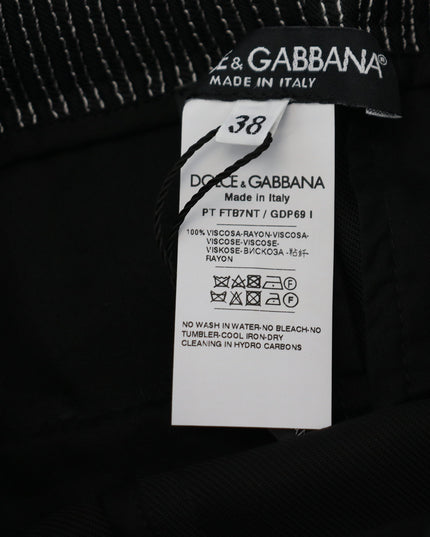 E & GABBANA®
MADE IN ITALY
38
DOLCE & GABBANA
Made in Italy
PT FTB7NT / GDP69 I
100% VISCOSA-RAYON-VISCOSA-
VISCOSE-VISCOSE-
VISKOSE-ВИСКОЗА-粘纤-
RAYON
F
F
NO WASH IN WATER-NO BLEACH-NO
TUMBLER-COOL IRON-DRY
CLEANING IN HYDRO CARBONS